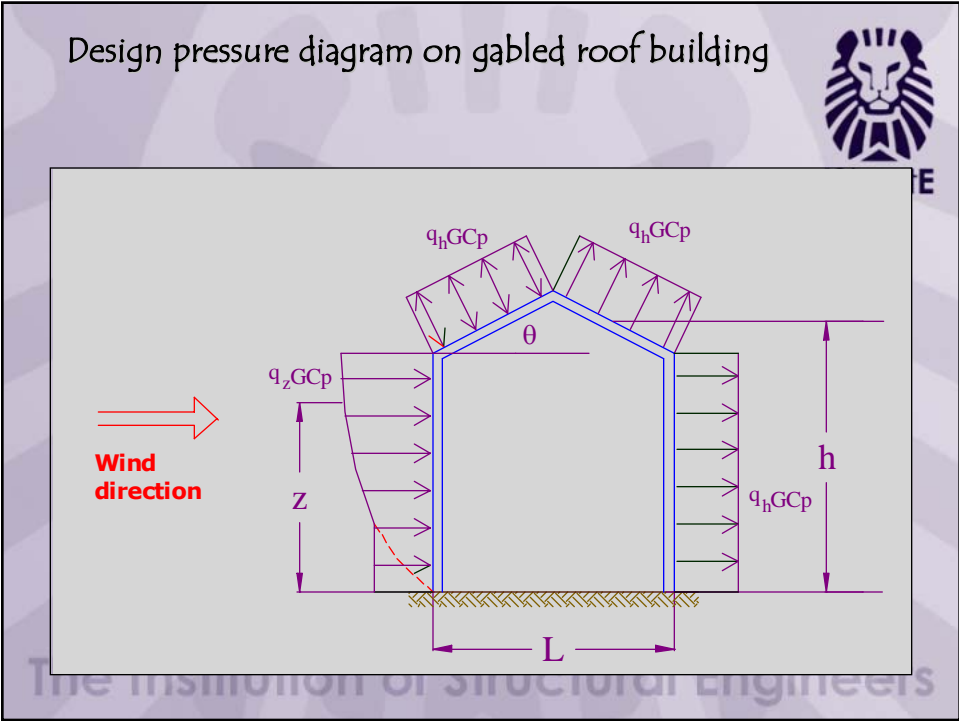 Design pressure diagram on gabled roof building
qhGCp
qhGCp
θ
qzGCp
Wind
direction
z
h
qhGCp
L
The Institution of Structural Engineers